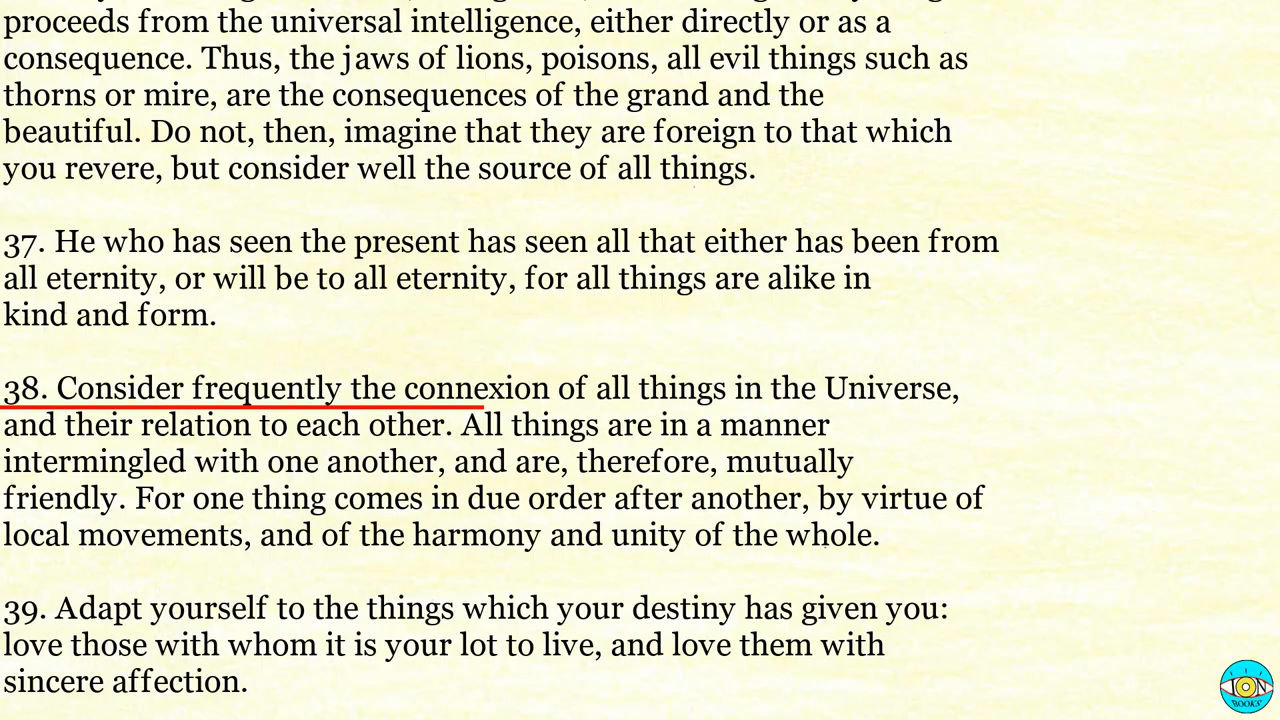 proceeds from the universal intelligence, either directly or as a
consequence. Thus, the jaws of lions, poisons, all evil things such as
thorns or mire, are the consequences of the grand and the
beautiful. Do not, then, imagine that they are foreign to that which
you revere, but consider well the source of all things.
37. He who has seen the present has seen all that either has been from
all eternity, or will be to all eternity, for all things are alike in
kind and form.
38. Consider frequently the connexion of all things in the Universe,
and their relation to each other. All things are in a manner
intermingled with one another, and are, therefore, mutually
friendly. For one thing comes in due order after another, by virtue of
local movements, and of the harmony and unity of the whole.
39. Adapt yourself to the things which your destiny has given you:
love those with whom it is your lot to live, and love them with
sincere affection.
ION
BOOKS